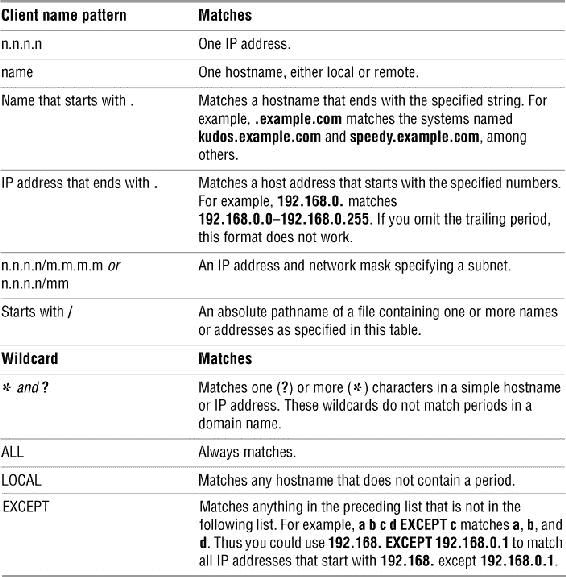 Client name pattern Matches
n.n.n.n One IP address.
name One hostname, either local or remote.
Name that starts with . Matches a hostname that ends with the specified string. For
example, .example.com matches the systems named
kudos.example.com and speedy.example.com, among
others.
IP address that ends with . Matches a host address that starts with the specified numbers.
For example, 192.168.0. matches
192.168.0.0–192.168.0.255. If you omit the trailing period,
this format does not work.
n.n.n.n/m.m.m.m or An IP address and network mask specifying a subnet.
n.n.n.n/mm
Starts with / An absolute pathname of a file containing one or more names
or addresses as specified in this table.
Wildcard Matches
* and ? Matches one (?) or more (*) characters in a simple hostname
or IP address. These wildcards do not match periods in a
domain name.
ALL Always matches.
LOCAL Matches any hostname that does not contain a period.
EXCEPT Matches anything in the preceding list that is not in the
following list. For example, a b c d EXCEPT c matches a, b, and
d. Thus you could use 192.168. EXCEPT 192.168.0.1 to match
all IP addresses that start with 192.168. except 192.168.0.1.